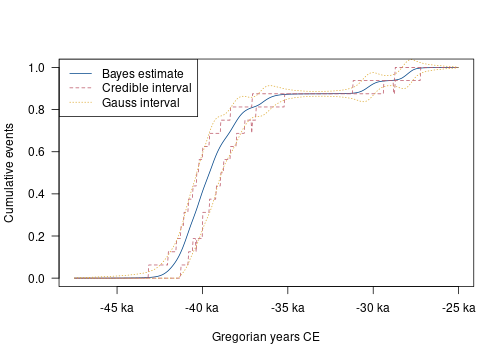 Bayes estimate
Credible interval
Gauss interval
1.0
0.8
0.6
0.4
0.2
0.0
Cumulative events
-45 ka
-40 ka
-35 ka
-30 ka
-25 ka
Gregorian years CE